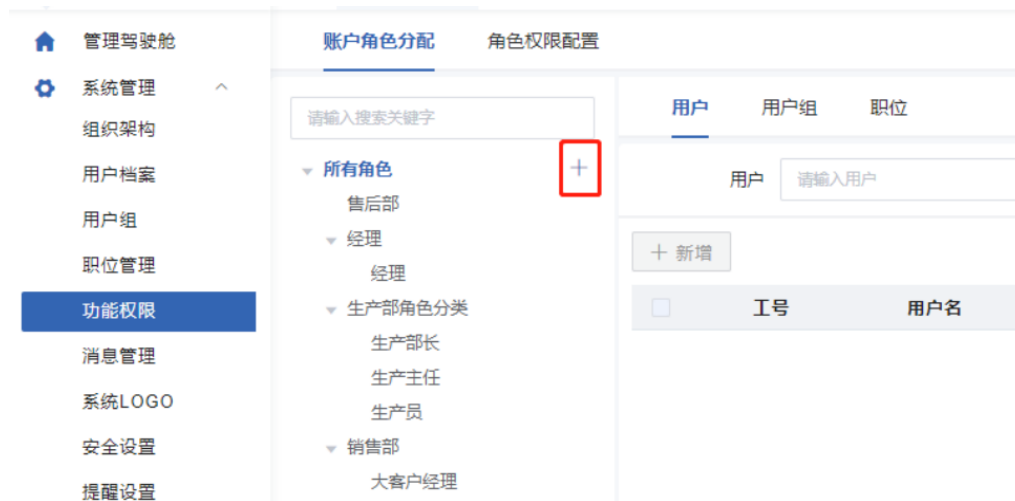 管理驾驶舱
系统管理
组织架构
用户档案
用户组
职位管理
功能权限
消息管理
系统LOGO
安全设置
提醒设置
账户角色分配 角色权限配置
请输入搜索关键字
所有角色
售后部
经理
经理
生产部角色分类
生产部长
生产主任
生产员
销售部
大客户经理
用户 用户组 职位
用户 请输入用户
新增
工号 用户名